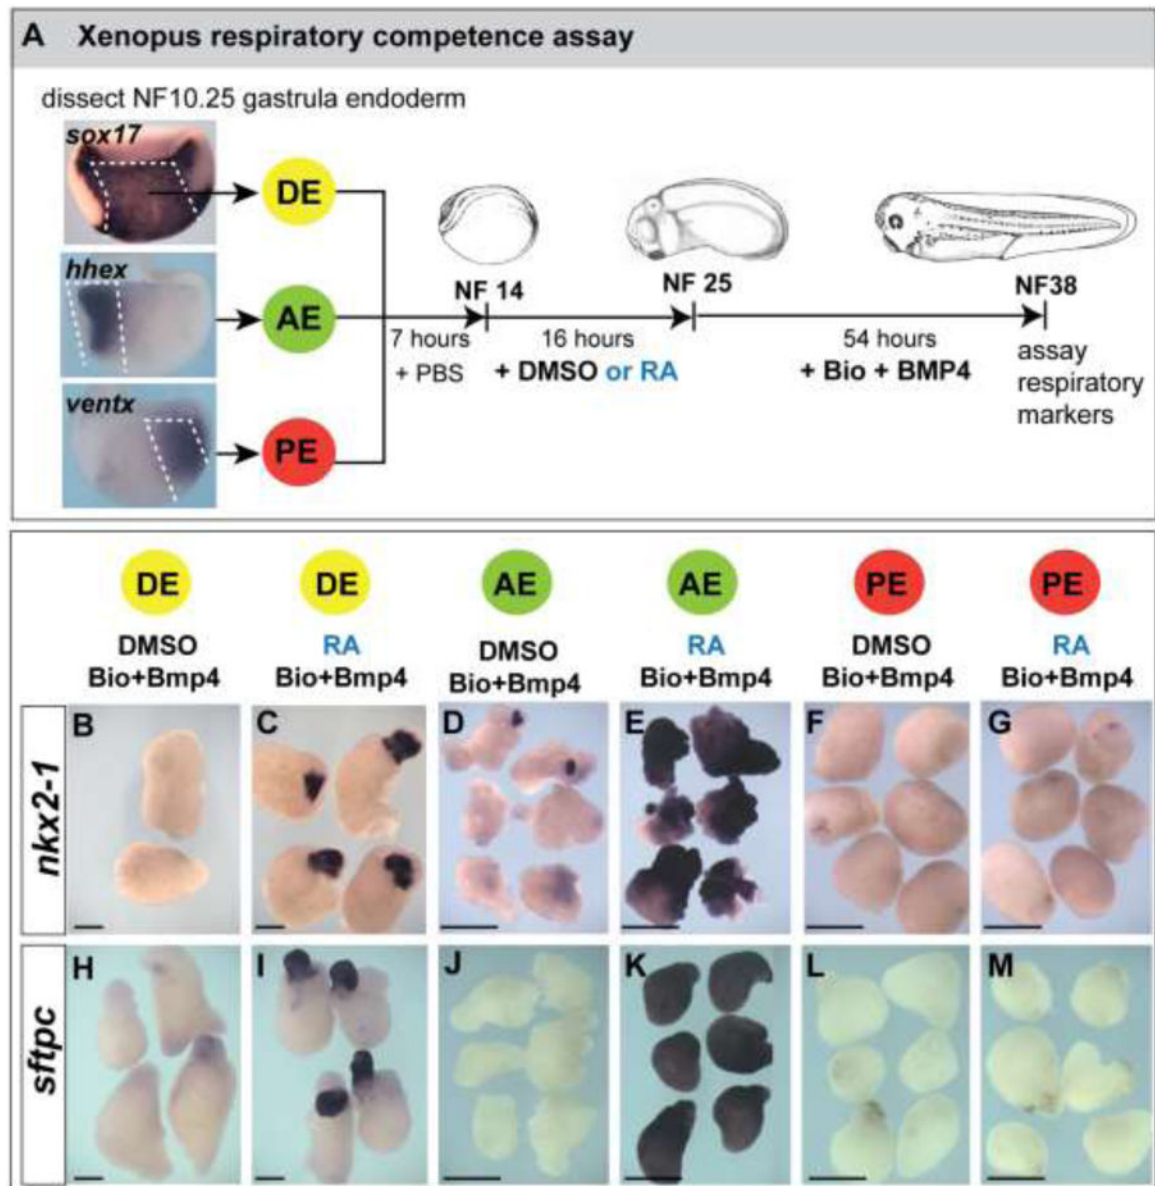 A Xenopus respiratory competence assay
dissect NF10.25 gastrula endoderm
sox17
DE
hhex
AE
ventx
PE
NF 14
NF 25
NF38
7 hours
+ PBS
16 hours
+ DMSO or RA
54 hours
+ Bio + BMP4
assay
respiratory
markers
DE DE AE AE PE PE
DMSO RA DMSO RA DMSO RA
Bio+Bmp4 Bio+Bmp4 Bio+Bmp4 Bio+Bmp4 Bio+Bmp4 Bio+Bmp4
nkx2-1
B C D E F G
sftpc
H I J K L M